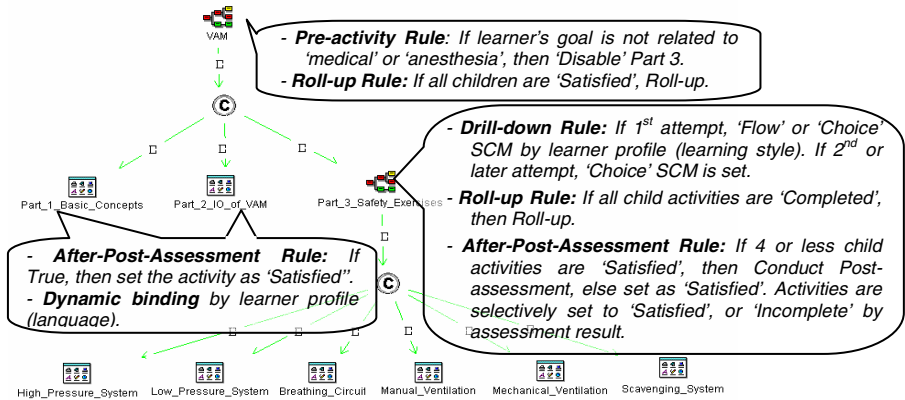 VAM
- Pre-activity Rule: If learner's goal is not related to
'medical' or 'anesthesia', then 'Disable' Part 3.
- Roll-up Rule: If all children are 'Satisfied', Roll-up.
C
- Drill-down Rule: If 1st attempt, 'Flow' or 'Choice'
SCM by learner profile (learning style). If 2nd or
later attempt, 'Choice' SCM is set.
- Roll-up Rule: If all child activities are 'Completed',
then Roll-up.
- After-Post-Assessment Rule: If 4 or less child
activities are 'Satisfied', then Conduct Post-
assessment, else set as 'Satisfied'. Activities are
selectively set to 'Satisfied', or 'Incomplete' by
assessment result.
Part_1_Basic_Concepts
Part_2_IO_of_VAM
Part_3_Safety_Exercises
- After-Post-Assessment Rule: If
True, then set the activity as 'Satisfied''.
- Dynamic binding by learner profile
(language).
C
High_Pressure_System
Low_Pressure_System
Breathing_Circuit
Manual_Ventilation
Mechanical_Ventilation
Scavenging_System